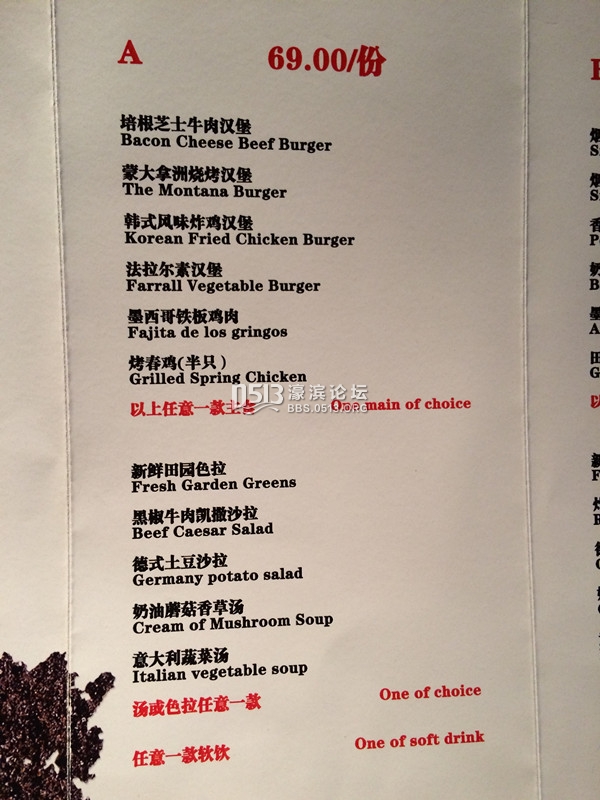 A 69.00/份
培根芝士牛肉汉堡
Bacon Cheese Beef Burger
蒙大拿洲烧烤汉堡
The Montana Burger
韩式风味炸鸡汉堡
Korean Fried Chicken Burger
法拉尔素汉堡
Farrall Vegetable Burger
墨西哥铁板鸡肉
Fajita de los gringos
烤春鸡(半只)
Grilled Spring Chicken
以上任意一款主食 One main of choice
0513 濠滨论坛
BBS.0513.ORG
新鲜田园色拉
Fresh Garden Greens
黑椒牛肉凯撒沙拉
Beef Caesar Salad
德式土豆沙拉
Germany potato salad
奶油蘑菇香草汤
Cream of Mushroom Soup
意大利蔬菜汤
Italian vegetable soup
汤或色拉任意一款 One of choice
任意一款软饮 One of soft drink